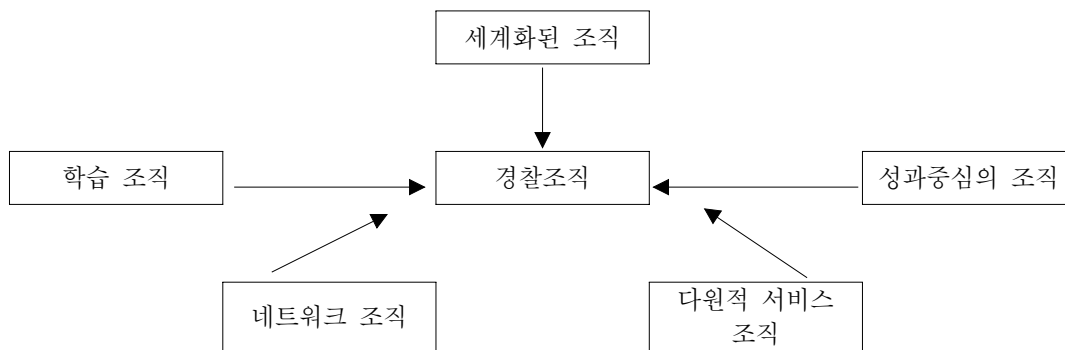 세계화된 조직
학습 조직
경찰조직
성과중심의 조직
네트워크 조직
다원적 서비스
조직